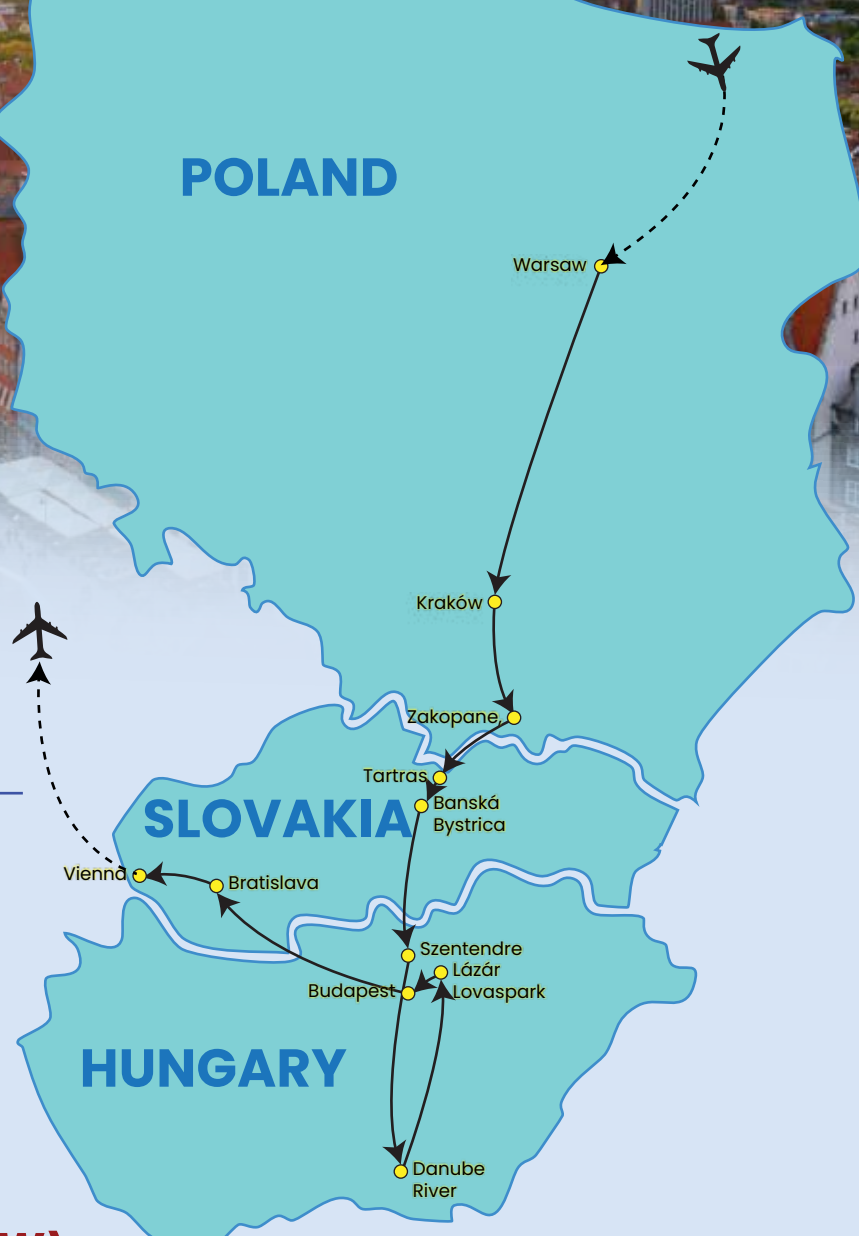 POLAND
Warsaw
Kraków
Zakopane,
Tartras
SLOVAKIA
Banská
Bystrica
Vienna
Bratislava
Szentendre
Lázár
Lovaspark
Budapest
HUNGARY
Danube
River